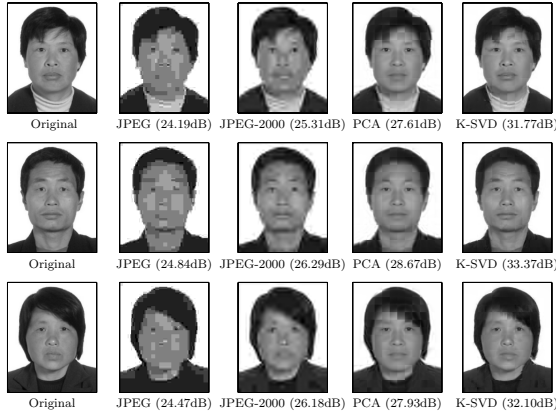 Original JPEG (24.19dB) JPEG-2000 (25.31dB) PCA (27.61dB) K-SVD (31.77dB)
Original JPEG (24.84dB) JPEG-2000 (26.29dB) PCA (28.67dB) K-SVD (33.37dB)
Original JPEG (24.47dB) JPEG-2000 (26.18dB) PCA (27.93dB) K-SVD (32.10dB)